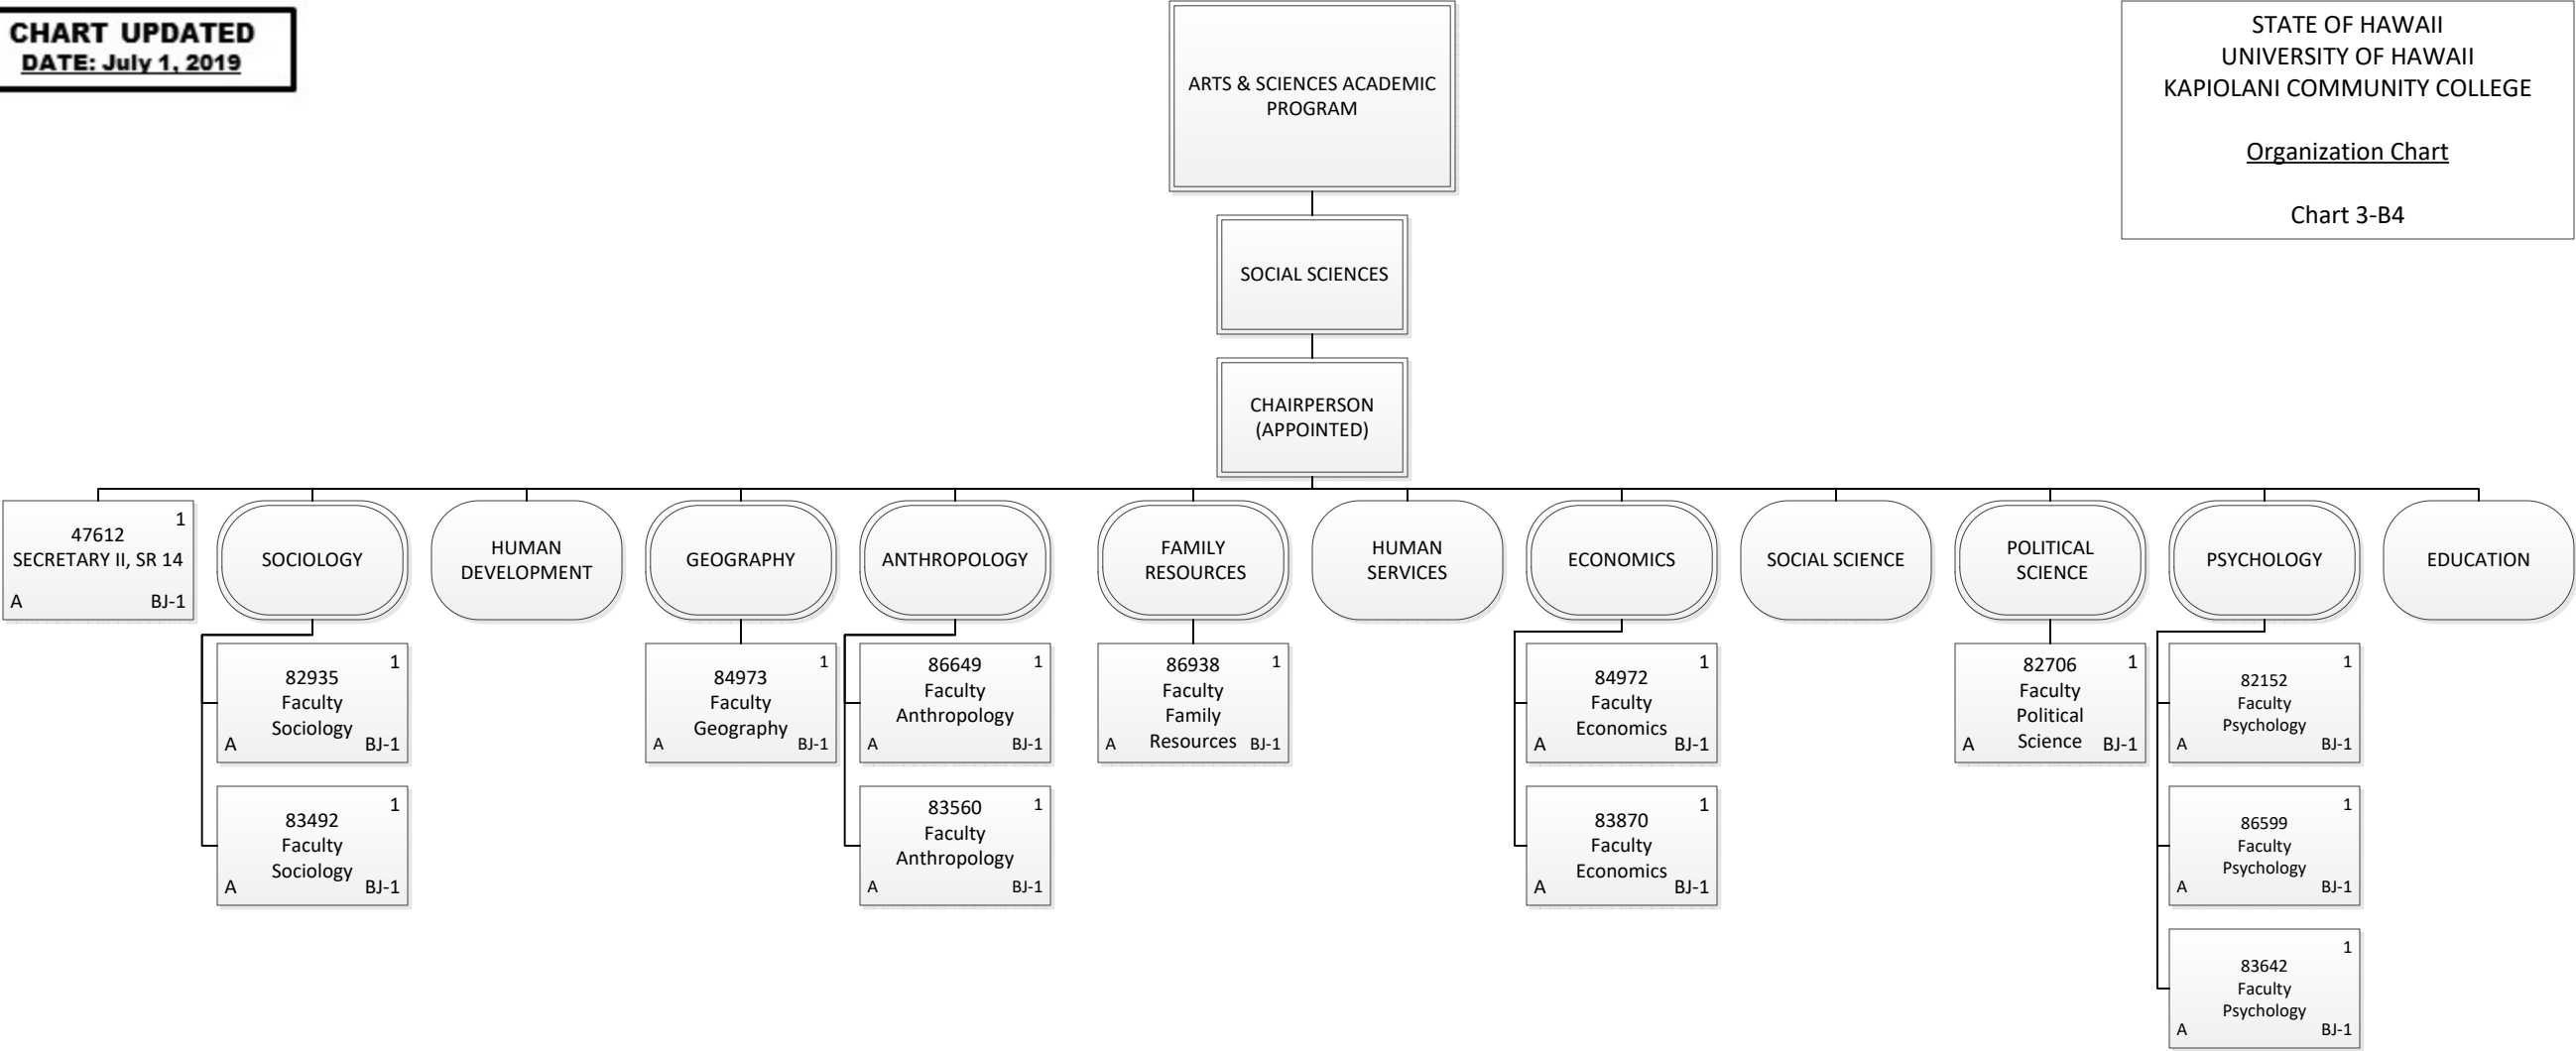 CHART UPDATED
DATE: July 1, 2019
STATE OF HAWAII
UNIVERSITY OF HAWAII
KAPIOLANI COMMUNITY COLLEGE
Organization Chart
Chart 3-B4
ARTS & SCIENCES ACADEMIC
PROGRAM
SOCIAL SCIENCES
CHAIRPERSON
(APPOINTED)
1
47612
SECRETARY II, SR 14
A BJ-1
SOCIOLOGY
HUMAN
DEVELOPMENT
GEOGRAPHY
ANTHROPOLOGY
FAMILY
RESOURCES
HUMAN
SERVICES
ECONOMICS
SOCIAL SCIENCE
POLITICAL
SCIENCE
PSYCHOLOGY
EDUCATION
1
82935
Faculty
Sociology
A BJ-1
1
83492
Faculty
Sociology
A BJ-1
1
84973
Faculty
Geography
A BJ-1
86649 1
Faculty
Anthropology
A BJ-1
83560 1
Faculty
Anthropology
A BJ-1
86938 1
Faculty
Family
A Resources BJ-1
1
84972
Faculty
Economics
A BJ-1
1
83870
Faculty
Economics
A BJ-1
82706 1
Faculty
Political
A Science BJ-1
1
82152
Faculty
Psychology
A BJ-1
1
86599
Faculty
Psychology
A BJ-1
1
83642
Faculty
Psychology
A BJ-1